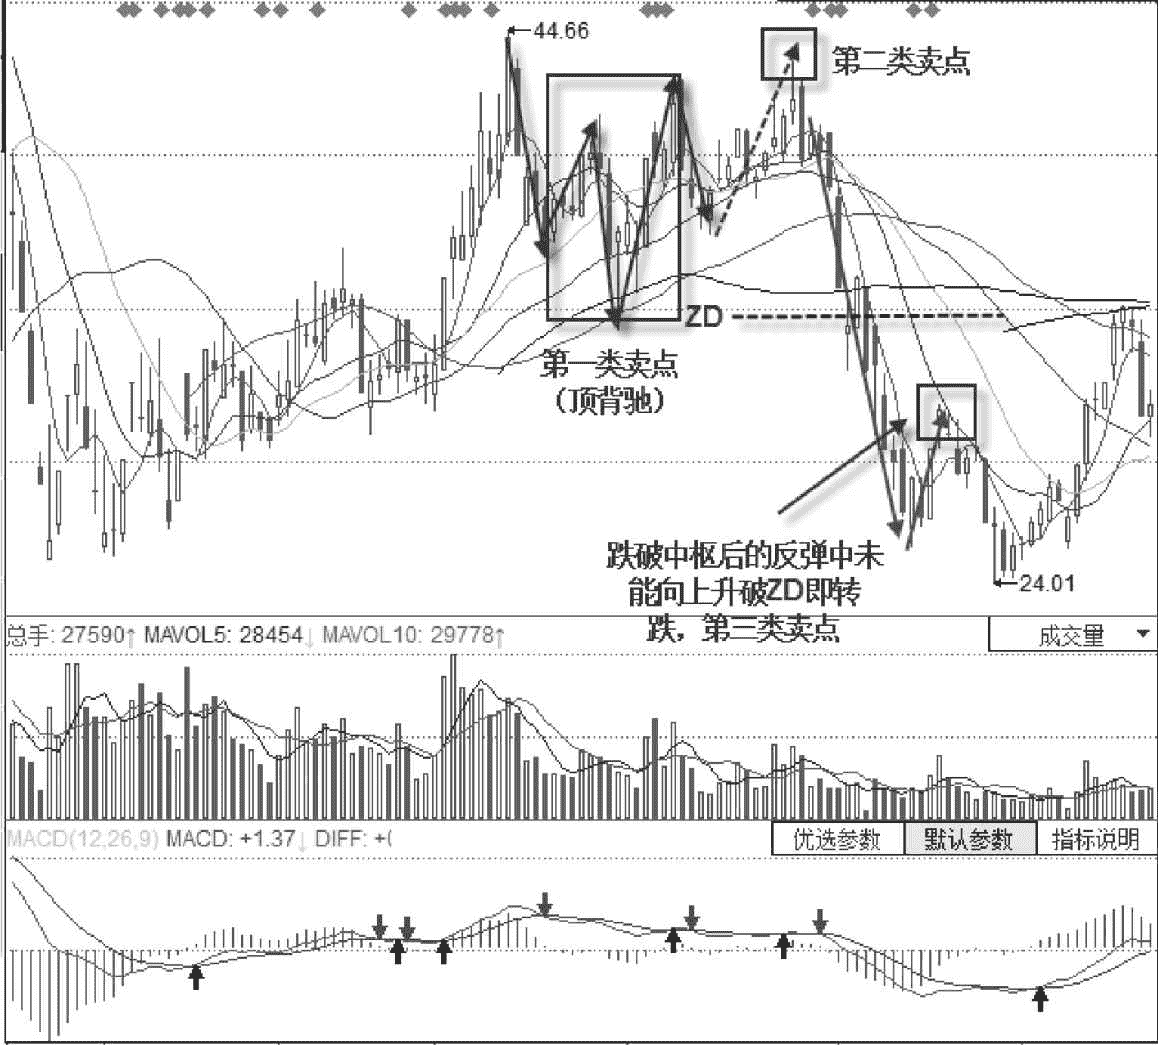 44.66
第二类卖点
ZD
第一类卖点
（顶背驰）
跌破中枢后的反弹中未
能向上升破ZD即转
跌，第三类卖点
24.01
总手: 27590↑ MAVOL5: 28454↓ MAVOL10: 29778↑
成交量
MACD(12,26,9) MACD: +1.37↓ DIFF: +(
优选参数 默认参数 指标说明